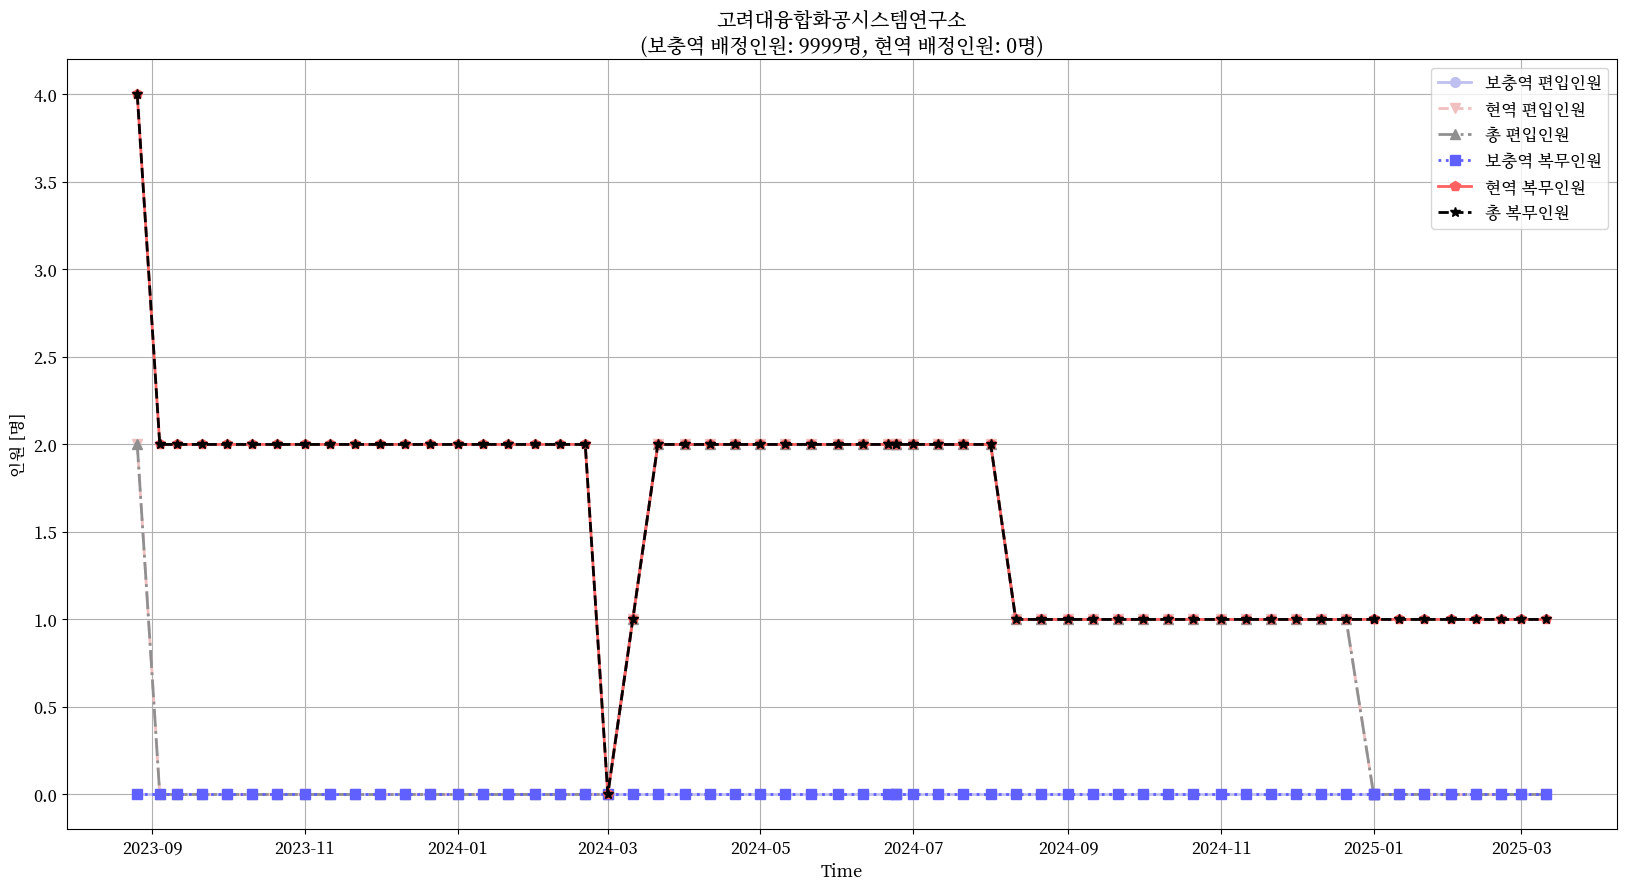 고려대융합화공시스템연구소
(보충역 배정인원: 9999명, 현역 배정인원: 0명)
보충역 편입인원
현역 편입인원
총 편입인원
보충역 복무인원
현역 복무인원
총 복무인원
4.0
3.5
3.0
2.5
2.0
1.5
1.0
0.5
0.0
인원 [명]
2023-09
2023-11
2024-01
2024-03
2024-05
2024-07
2024-09
2024-11
2025-01
2025-03
Time